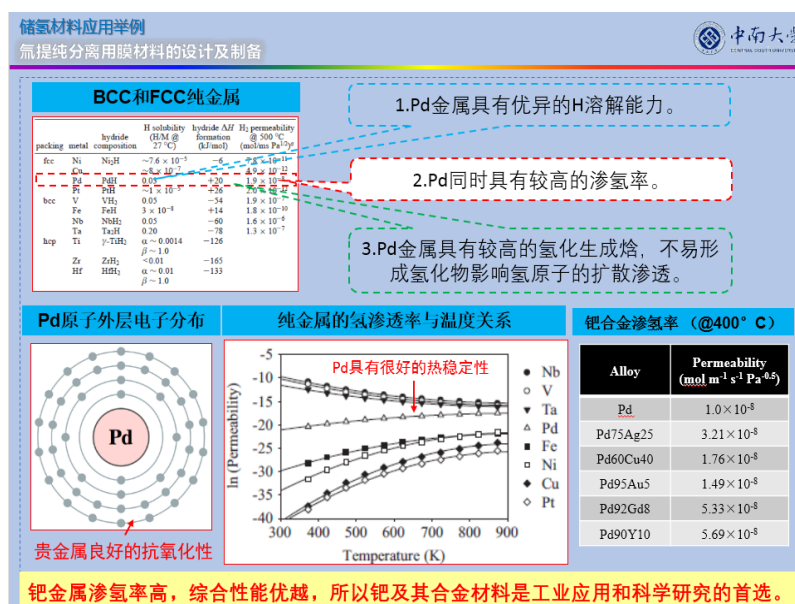 储氢材料应用举例
氚提纯分离用膜材料的设计及制备
中南大学
BCC和FCC纯金属
packing metal hydride composition H solubility (H/M @ 27 °C) hydride ΔH formation (kJ/mol) H₂ permeability @ 500 °C (mol/ms Pa^1/2)
fcc Ni Ni₂H ~7.6 × 10⁻⁵ −6
Cu ~8 × 10⁻⁷ 4.9 × 10⁻¹²
Pd PdH 0.03 +20 1.9 × 10⁻⁸
Pt PtH ~1 × 10⁻⁵ +26 2.0 × 10⁻¹²
bcc V VH₂ 0.05 −54 1.9 × 10⁻⁷
Fe FeH 3 × 10⁻⁸ +14 1.8 × 10⁻¹⁰
Nb NbH₂ 0.05 −60 1.6 × 10⁻⁶
Ta Ta₂H 0.20 −78 1.3 × 10⁻⁷
hcp Ti γ-TiH₂ α ~ 0.0014 −126
β ~ 1.0
Zr ZrH₂ <0.01 −165
Hf HfH₂ α ~ 0.01 −133
β ~ 1.0
1.Pd金属具有优异的H溶解能力。
2.Pd同时具有较高的渗氢率。
3.Pd金属具有较高的氢化生成焓，不易形
成氢化物影响氢原子的扩散渗透。
Pd原子外层电子分布
Pd
贵金属良好的抗氧化性
纯金属的氢渗透率与温度关系
Pd具有很好的热稳定性
ln (Permeability)
-5
-10
-15
-20
-25
-30
-35
-40
300 400 500 600 700 800 900
Temperature (K)
Nb
V
Ta
Pd
Fe
Ni
Cu
Pt
钯合金渗氢率 （@400°C）
Alloy Permeability (mol m⁻¹ s⁻¹ Pa⁻⁰·⁵)
Pd 1.0×10⁻⁸
Pd75Ag25 3.21×10⁻⁸
Pd60Cu40 1.76×10⁻⁸
Pd95Au5 1.49×10⁻⁸
Pd92Gd8 5.33×10⁻⁸
Pd90Y10 5.69×10⁻⁸
钯金属渗氢率高，综合性能优越，所以钯及其合金材料是工业应用和科学研究的首选。